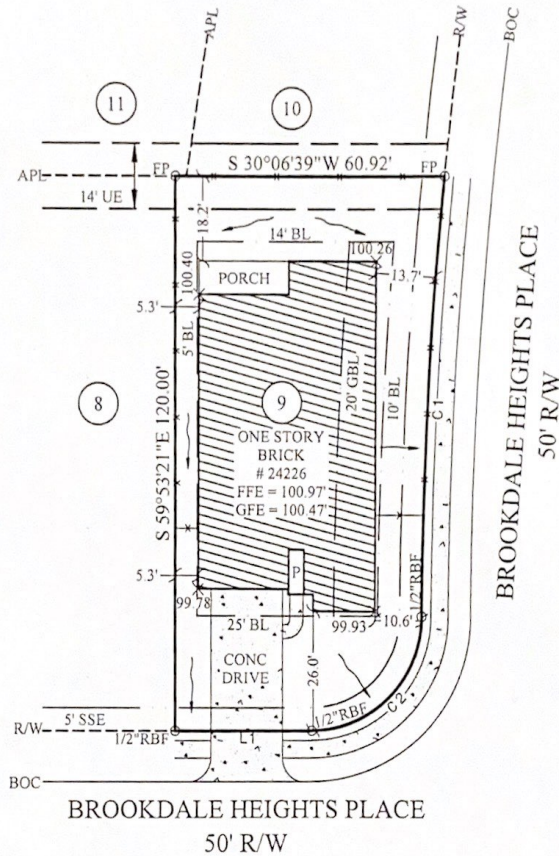 APL
R/W
BOC
11
10
S 30°06'39"W 60.92'
FP
FP
APL
14' UE
18.2'
14' BL
100.26
100.40
PORCH
13.7'
5.3'
5' BL
20' GBL
10' BL
C1
BROOKDALE HEIGHTS PLACE
50' R/W
8
9
S 59°53'21"E 120.00'
ONE STORY
BRICK
# 24226
FFE = 100.97'
GFE = 100.47'
P
5.3'
1/2"RBF
99.78
25' BL
99.93
10.6'
CONC
DRIVE
26.0'
5' SSE
R/W
1/2"RBF
L1
1/2"RBF
C2
BOC
BROOKDALE HEIGHTS PLACE
50' R/W